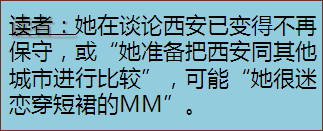 读者：她在谈论西安已变得不再
保守，或“她准备把西安同其他
城市进行比较”，可能“她很迷
恋穿短裙的MM”。